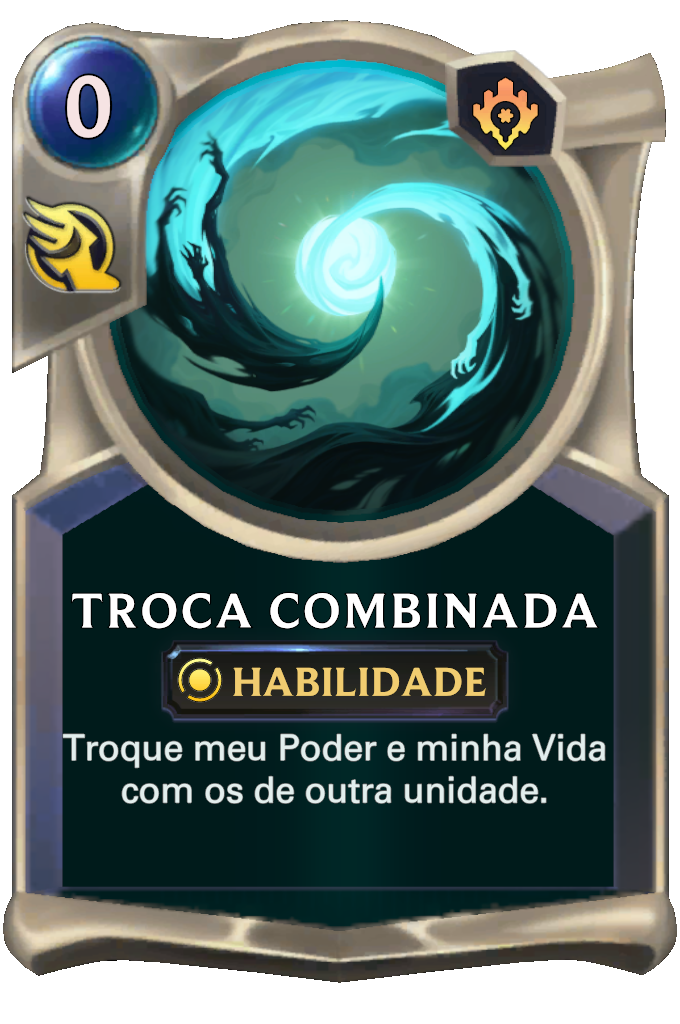 0
TROCA COMBINADA
HABILIDADE
Troque meu Poder e minha Vida
com os de outra unidade.